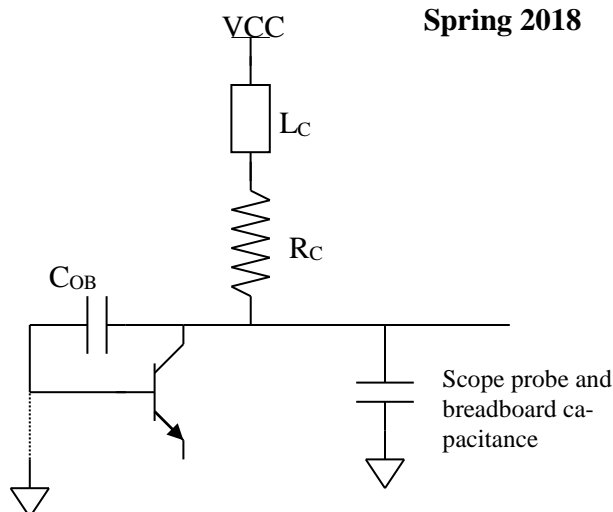 Spring 2018
VCC
LC
RC
COB
Scope probe and
breadboard ca-
pacitance